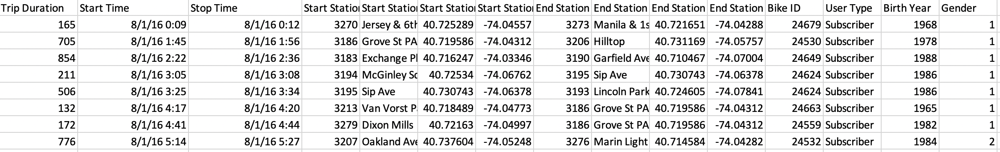 Trip Duration Start Time Stop Time Start Station Start Station Start Station Start Station End Station End Station End Station End Station Bike ID User Type Birth Year Gender
165 8/1/16 0:09 8/1/16 0:12 3270 Jersey & 6th 40.725289 -74.04557 3273 Manila & 1s 40.721651 -74.04288 24679 Subscriber 1968 1
705 8/1/16 1:45 8/1/16 1:56 3186 Grove St PA 40.719586 -74.04312 3206 Hilltop 40.731169 -74.05757 24530 Subscriber 1978 1
854 8/1/16 2:22 8/1/16 2:36 3183 Exchange Pl 40.716247 -74.03346 3190 Garfield Ave 40.710467 -74.07004 24649 Subscriber 1988 1
211 8/1/16 3:05 8/1/16 3:08 3194 McGinley Sq 40.72534 -74.06762 3195 Sip Ave 40.730743 -74.06378 24624 Subscriber 1986 1
506 8/1/16 3:25 8/1/16 3:34 3195 Sip Ave 40.730743 -74.06378 3193 Lincoln Park 40.724605 -74.07841 24624 Subscriber 1986 1
132 8/1/16 4:17 8/1/16 4:20 3213 Van Vorst P 40.718489 -74.04773 3186 Grove St PA 40.719586 -74.04312 24663 Subscriber 1965 1
172 8/1/16 4:41 8/1/16 4:44 3279 Dixon Mills 40.72163 -74.04997 3186 Grove St PA 40.719586 -74.04312 24559 Subscriber 1982 1
776 8/1/16 5:14 8/1/16 5:27 3207 Oakland Ave 40.737604 -74.05248 3276 Marin Light 40.714584 -74.04282 24532 Subscriber 1984 2